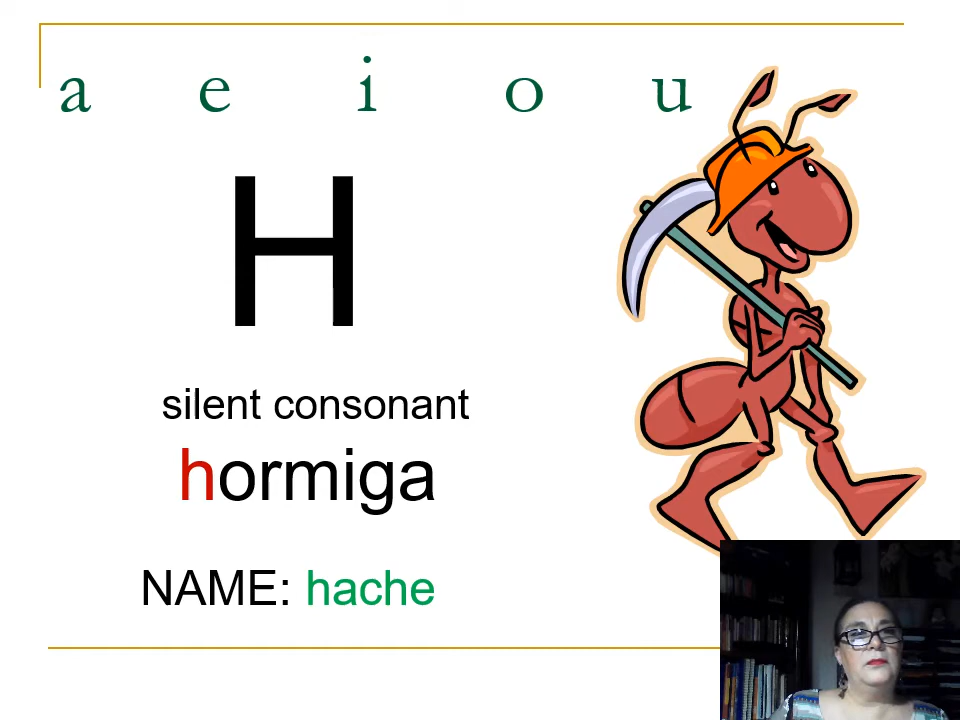 a e i o u
H
silent consonant
hormiga
NAME: hache